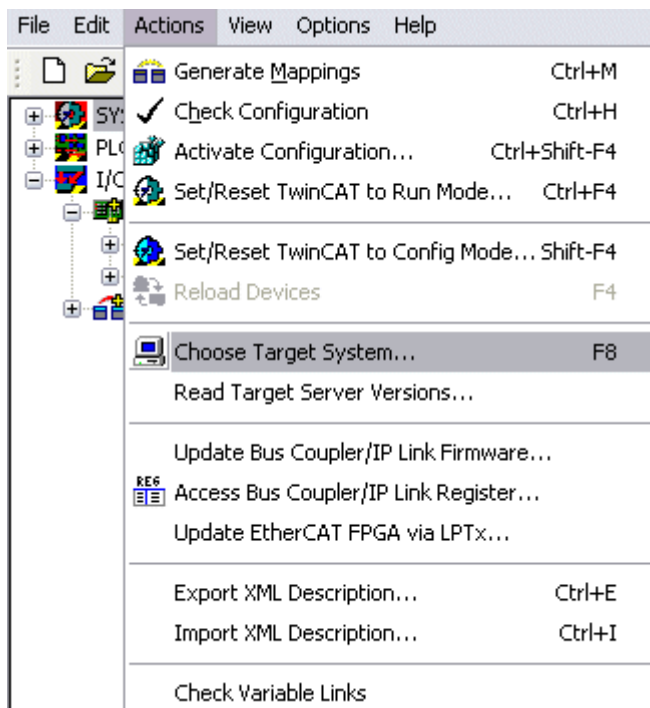 File Edit Actions View Options Help
Generate Mappings Ctrl+M
SY
Check Configuration Ctrl+H
PLC
Activate Configuration... Ctrl+Shift-F4
I/O
Set/Reset TwinCAT to Run Mode... Ctrl+F4
Set/Reset TwinCAT to Config Mode... Shift-F4
Reload Devices F4
Choose Target System... F8
Read Target Server Versions...
Update Bus Coupler/IP Link Firmware...
REG
Access Bus Coupler/IP Link Register...
Update EtherCAT FPGA via LPTx...
Export XML Description... Ctrl+E
Import XML Description... Ctrl+I
Check Variable Links